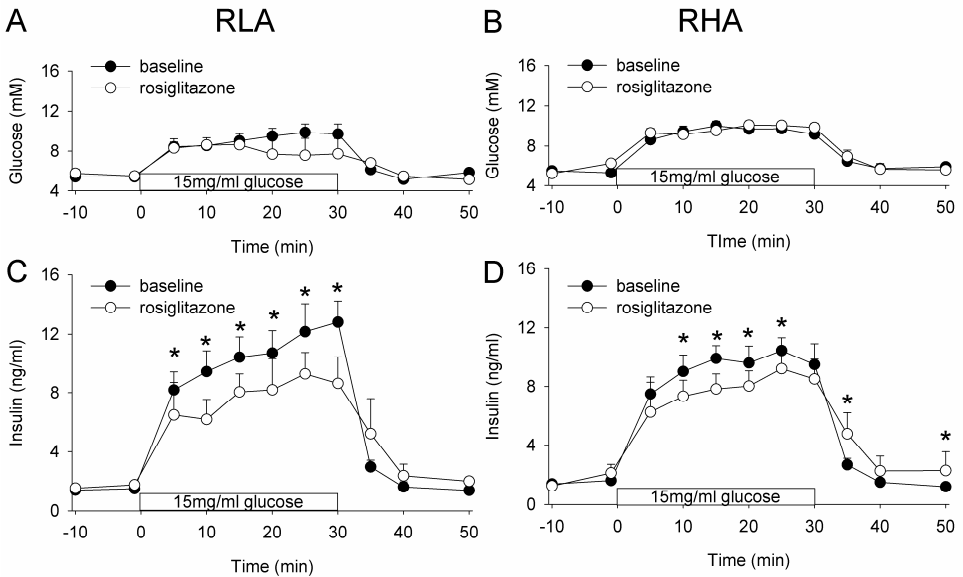 A
RLA
baseline
rosiglitazone
Glucose (mM)
16
12
8
4
15mg/ml glucose
-10 0 10 20 30 40 50
Time (min)
B
RHA
baseline
rosiglitazone
Glucose (mM)
16
12
8
4
15mg/ml glucose
-10 0 10 20 30 40 50
TIme (min)
C
baseline
rosiglitazone
Insulin (ng/ml)
16
12
8
4
0
* * * * * *
15mg/ml glucose
-10 0 10 20 30 40 50
Time (min)
D
baseline
rosiglitazone
Insulin (ng/ml)
16
12
8
4
0
* * * * * *
15mg/ml glucose
-10 0 10 20 30 40 50
Time (min)